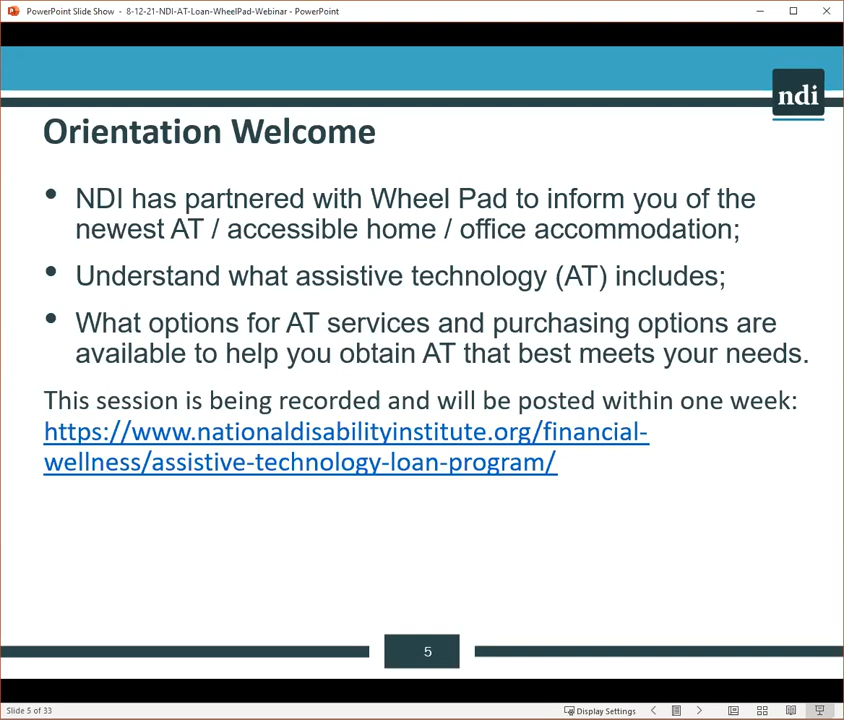 PowerPoint Slide Show - 8-12-21-NDI-AT-Loan-WheelPad-Webinar - PowerPoint
ndi
Orientation Welcome
• NDI has partnered with Wheel Pad to inform you of the
newest AT / accessible home / office accommodation;
• Understand what assistive technology (AT) includes;
• What options for AT services and purchasing options are
available to help you obtain AT that best meets your needs.
This session is being recorded and will be posted within one week:
https://www.nationaldisabilityinstitute.org/financial-
wellness/assistive-technology-loan-program/
5
Slide 5 of 33
Display Settings